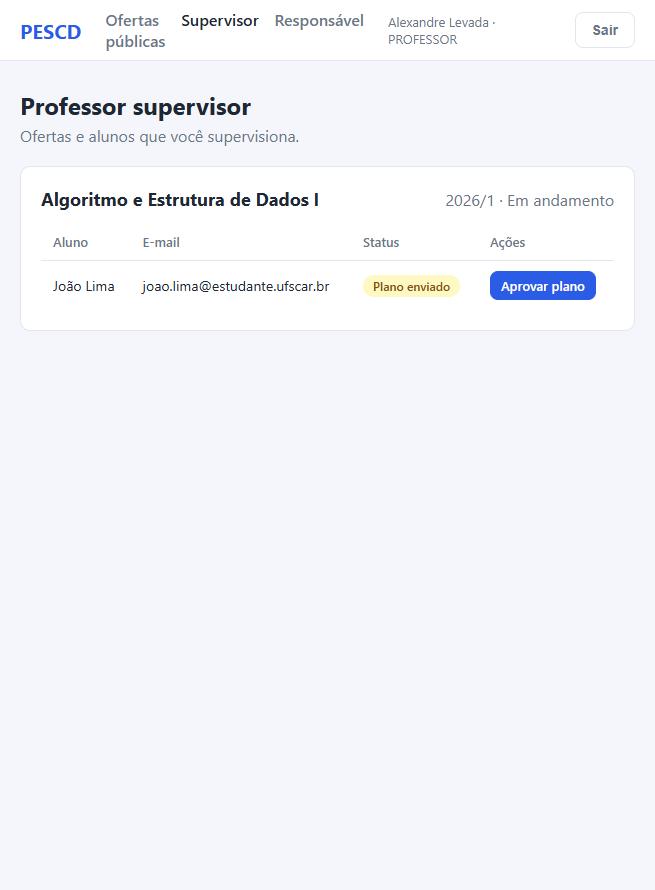 PESCD
Ofertas
públicas
Supervisor
Responsável
Alexandre Levada ·
PROFESSOR
Sair
Professor supervisor
Ofertas e alunos que você supervisiona.
Algoritmo e Estrutura de Dados I
2026/1 · Em andamento
Aluno E-mail Status Ações
João Lima joao.lima@estudante.ufscar.br Plano enviado Aprovar plano